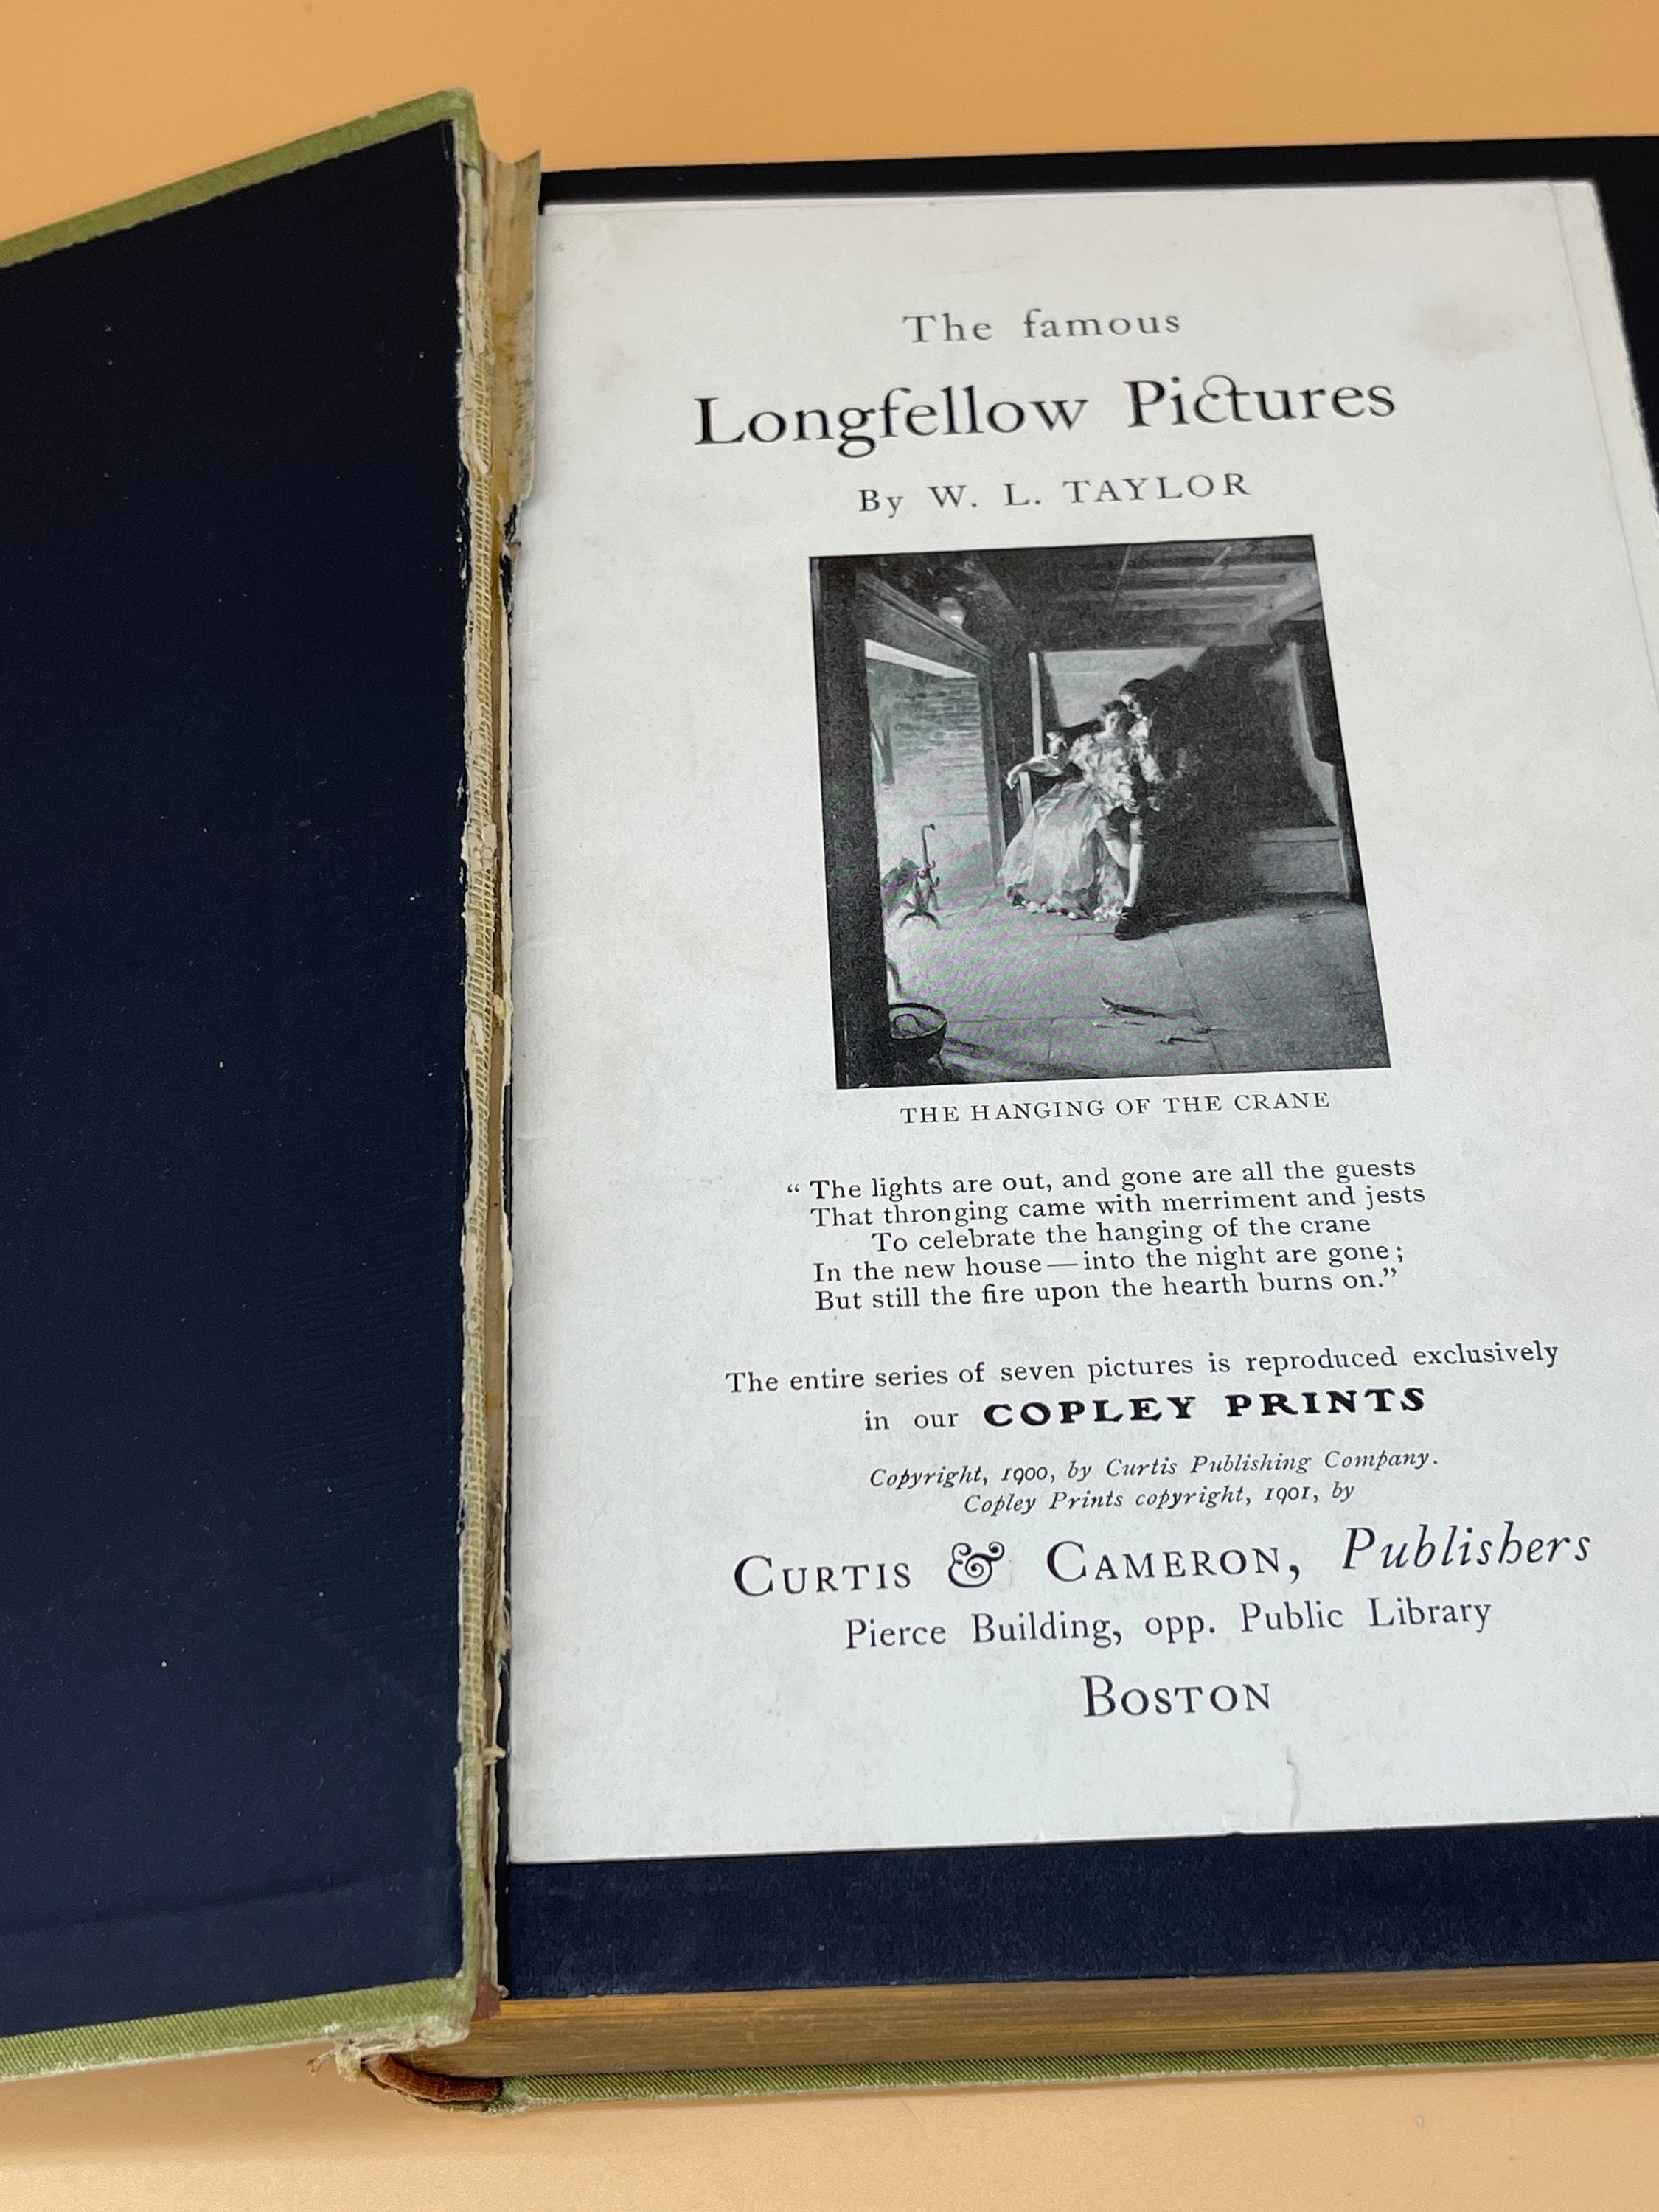 The famous
Longfellow Pictures
By W. L. TAYLOR
THE HANGING OF THE CRANE
“ The lights are out, and gone are all the guests
That thronging came with merriment and jests
To celebrate the hanging of the crane
In the new house — into the night are gone ;
But still the fire upon the hearth burns on.”
The entire series of seven pictures is reproduced exclusively
in our COPLEY PRINTS
Copyright, 1900, by Curtis Publishing Company.
Copley Prints copyright, 1901, by
CURTIS & CAMERON, Publishers
Pierce Building, opp. Public Library
BOSTON